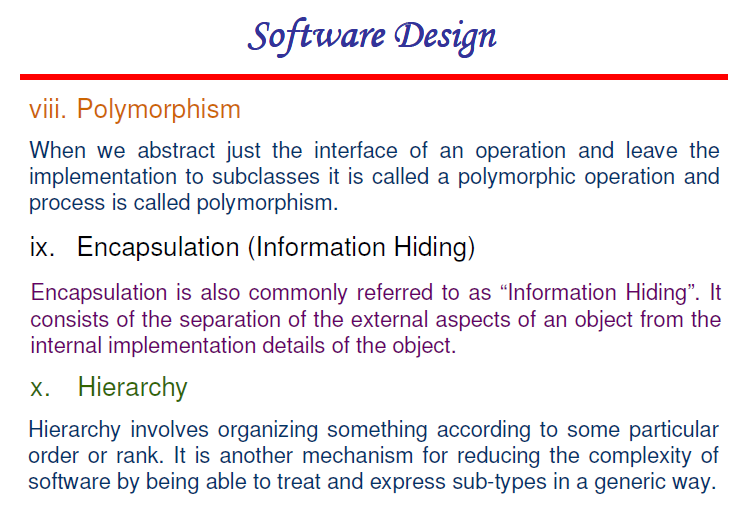 Software Design
viii. Polymorphism
When we abstract just the interface of an operation and leave the
implementation to subclasses it is called a polymorphic operation and
process is called polymorphism.
ix. Encapsulation (Information Hiding)
Encapsulation is also commonly referred to as “Information Hiding”. It
consists of the separation of the external aspects of an object from the
internal implementation details of the object.
x. Hierarchy
Hierarchy involves organizing something according to some particular
order or rank. It is another mechanism for reducing the complexity of
software by being able to treat and express sub-types in a generic way.